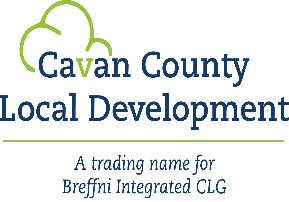 Cavan County
Local Development
A trading name for
Breffni Integrated CLG